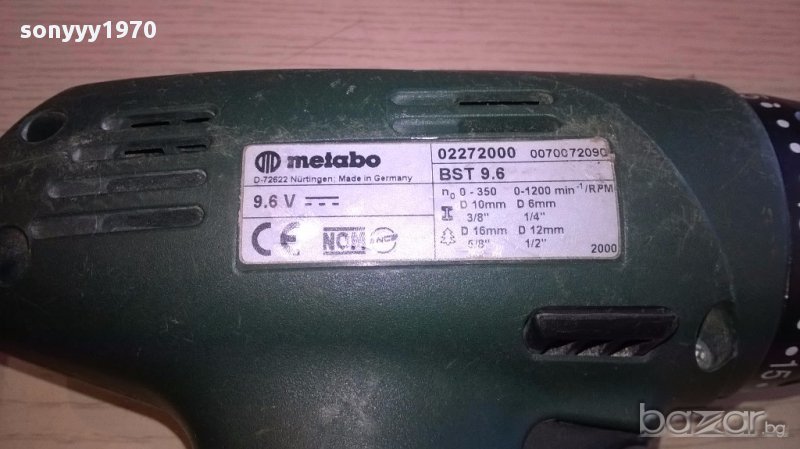 sonyyy1970
metabo
D-72622 Nürtingen; Made in Germany
9.6 V
CE NOM
02272000 0070072090
BST 9.6
n0 0-350 0-1200 min-1/RPM
D 10mm D 6mm
3/8" 1/4"
D 16mm D 12mm
5/8" 1/2"
2000
15
bazar.bg